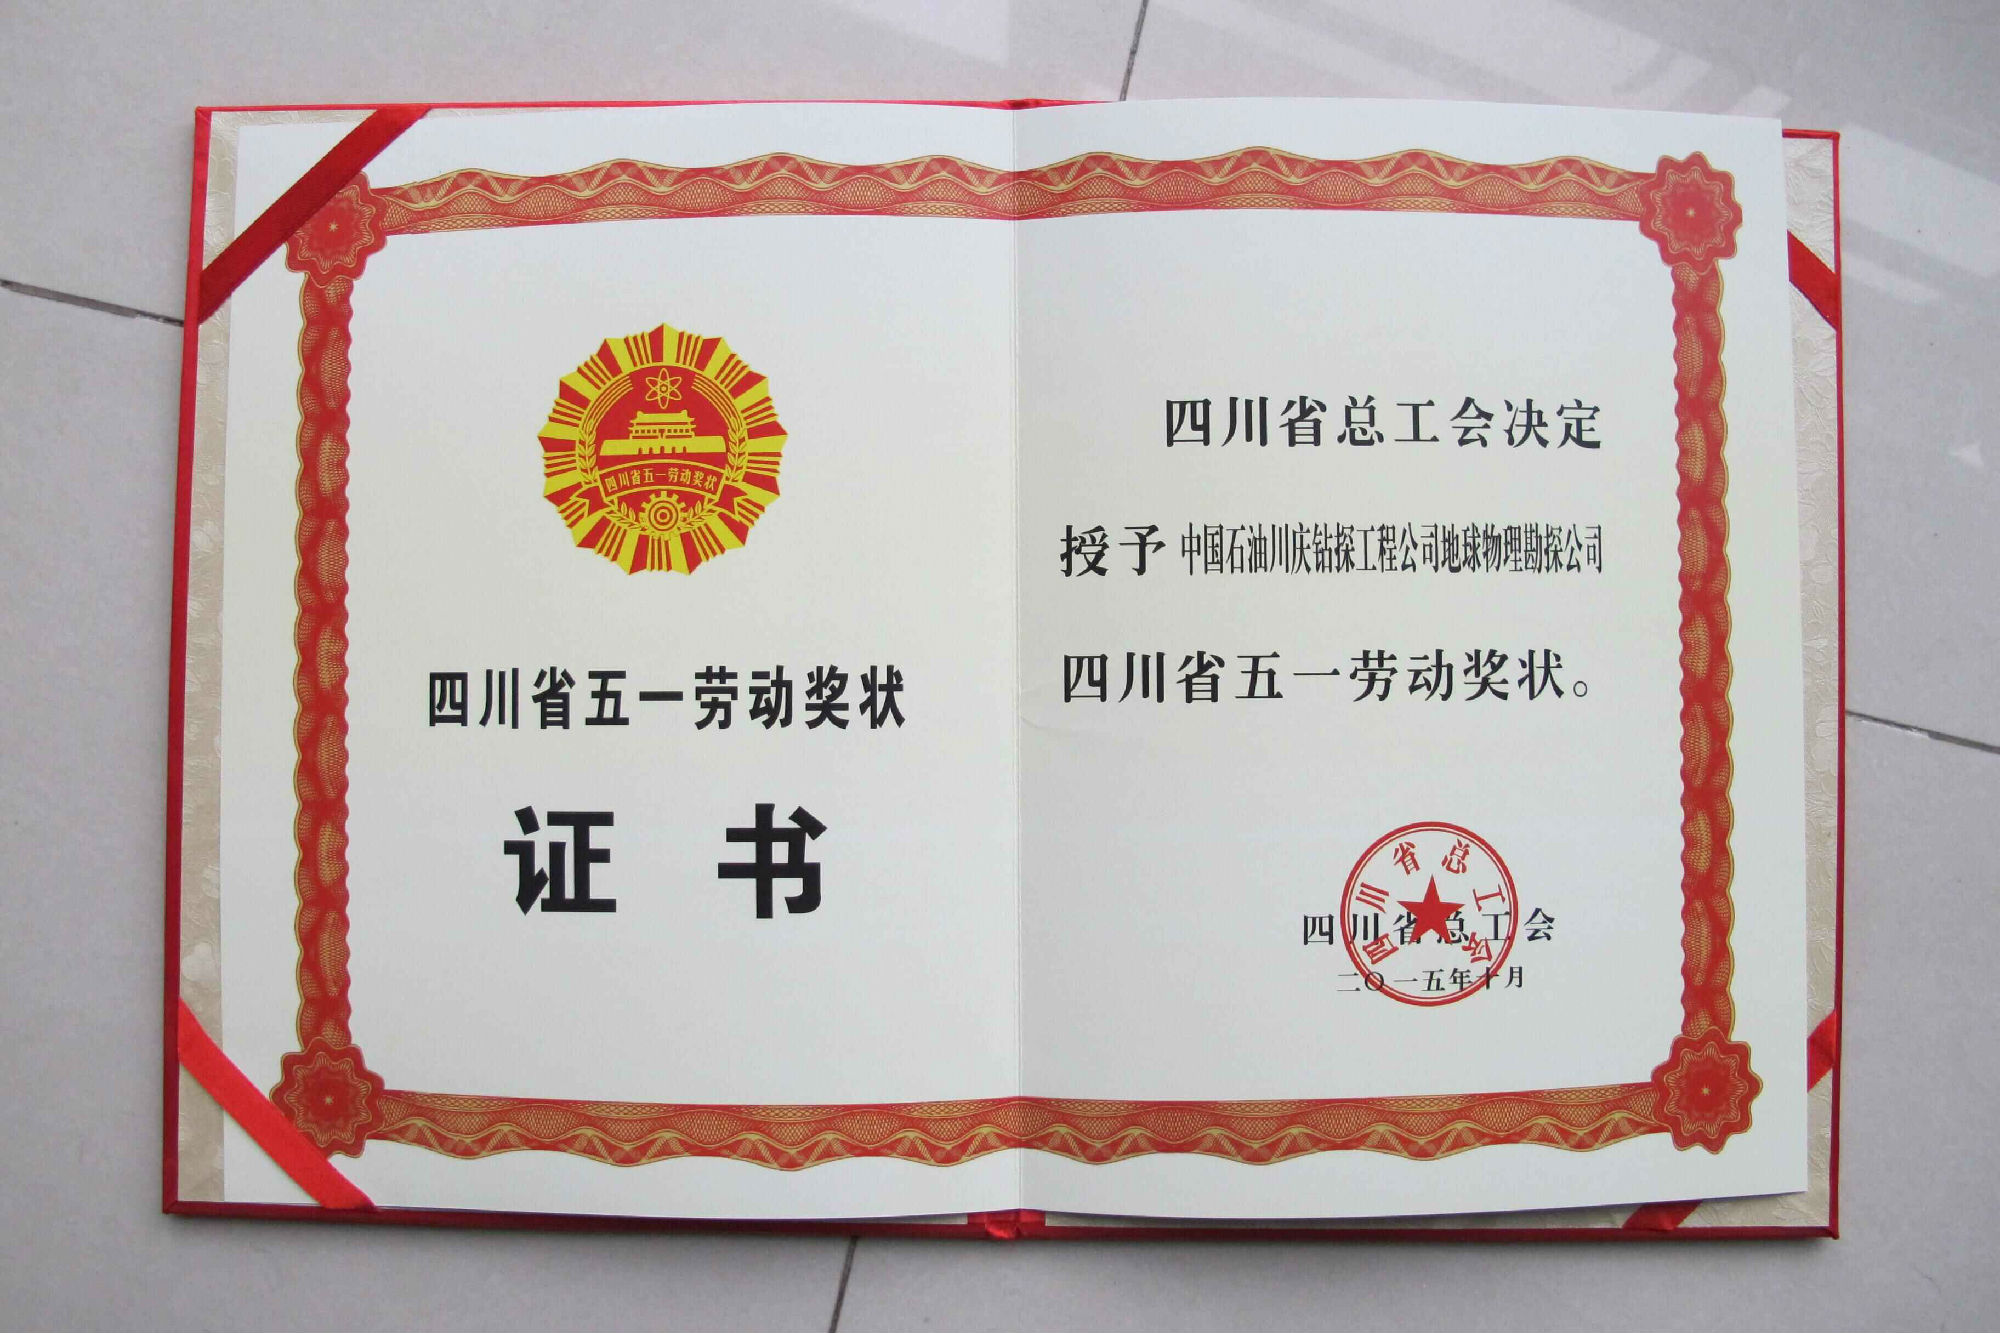 四川省五一劳动奖状
四川省五一劳动奖状
证书
四川省总工会决定
授予 中国石油川庆钻探工程公司地球物理勘探公司
四川省五一劳动奖状。
四川省总工会
四川省总工会
二〇一五年十月